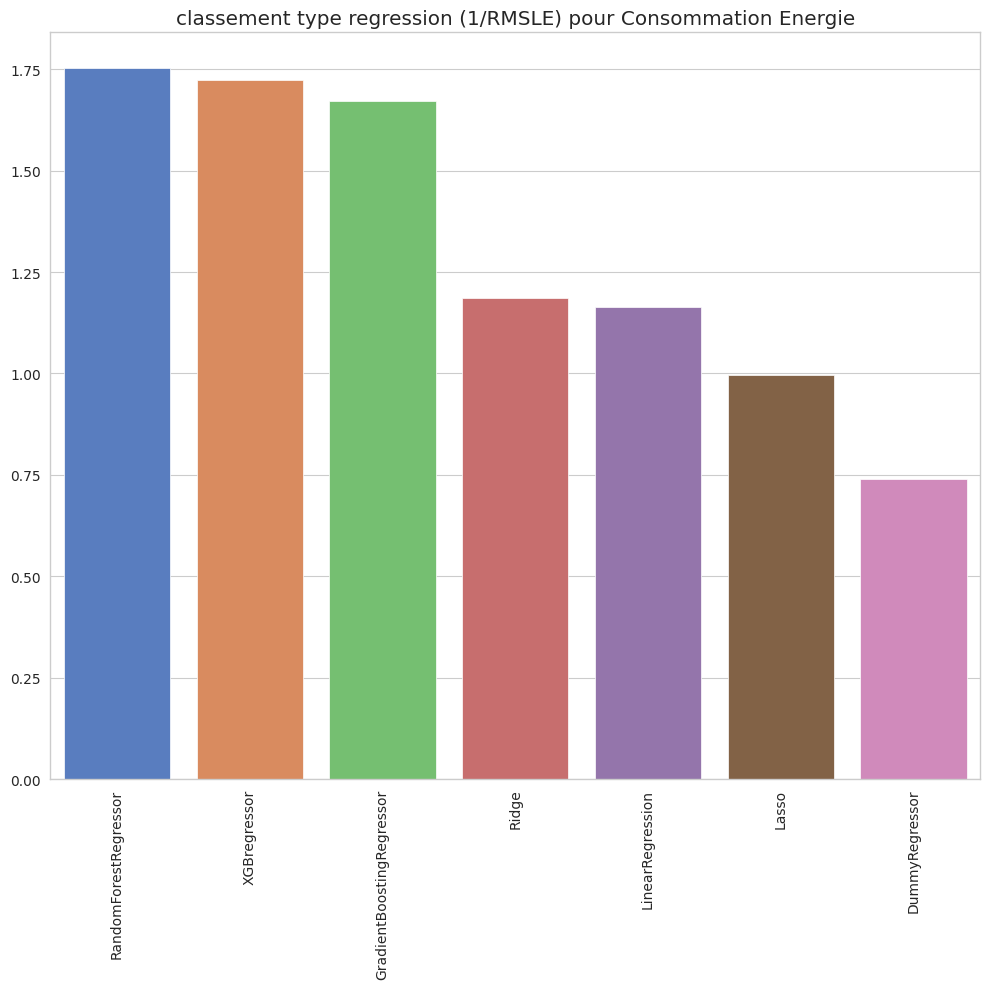 classement type regression (1/RMSLE) pour Consommation Energie
1.75
1.50
1.25
1.00
0.75
0.50
0.25
0.00
RandomForestRegressor
XGBregressor
GradientBoostingRegressor
Ridge
LinearRegression
Lasso
DummyRegressor